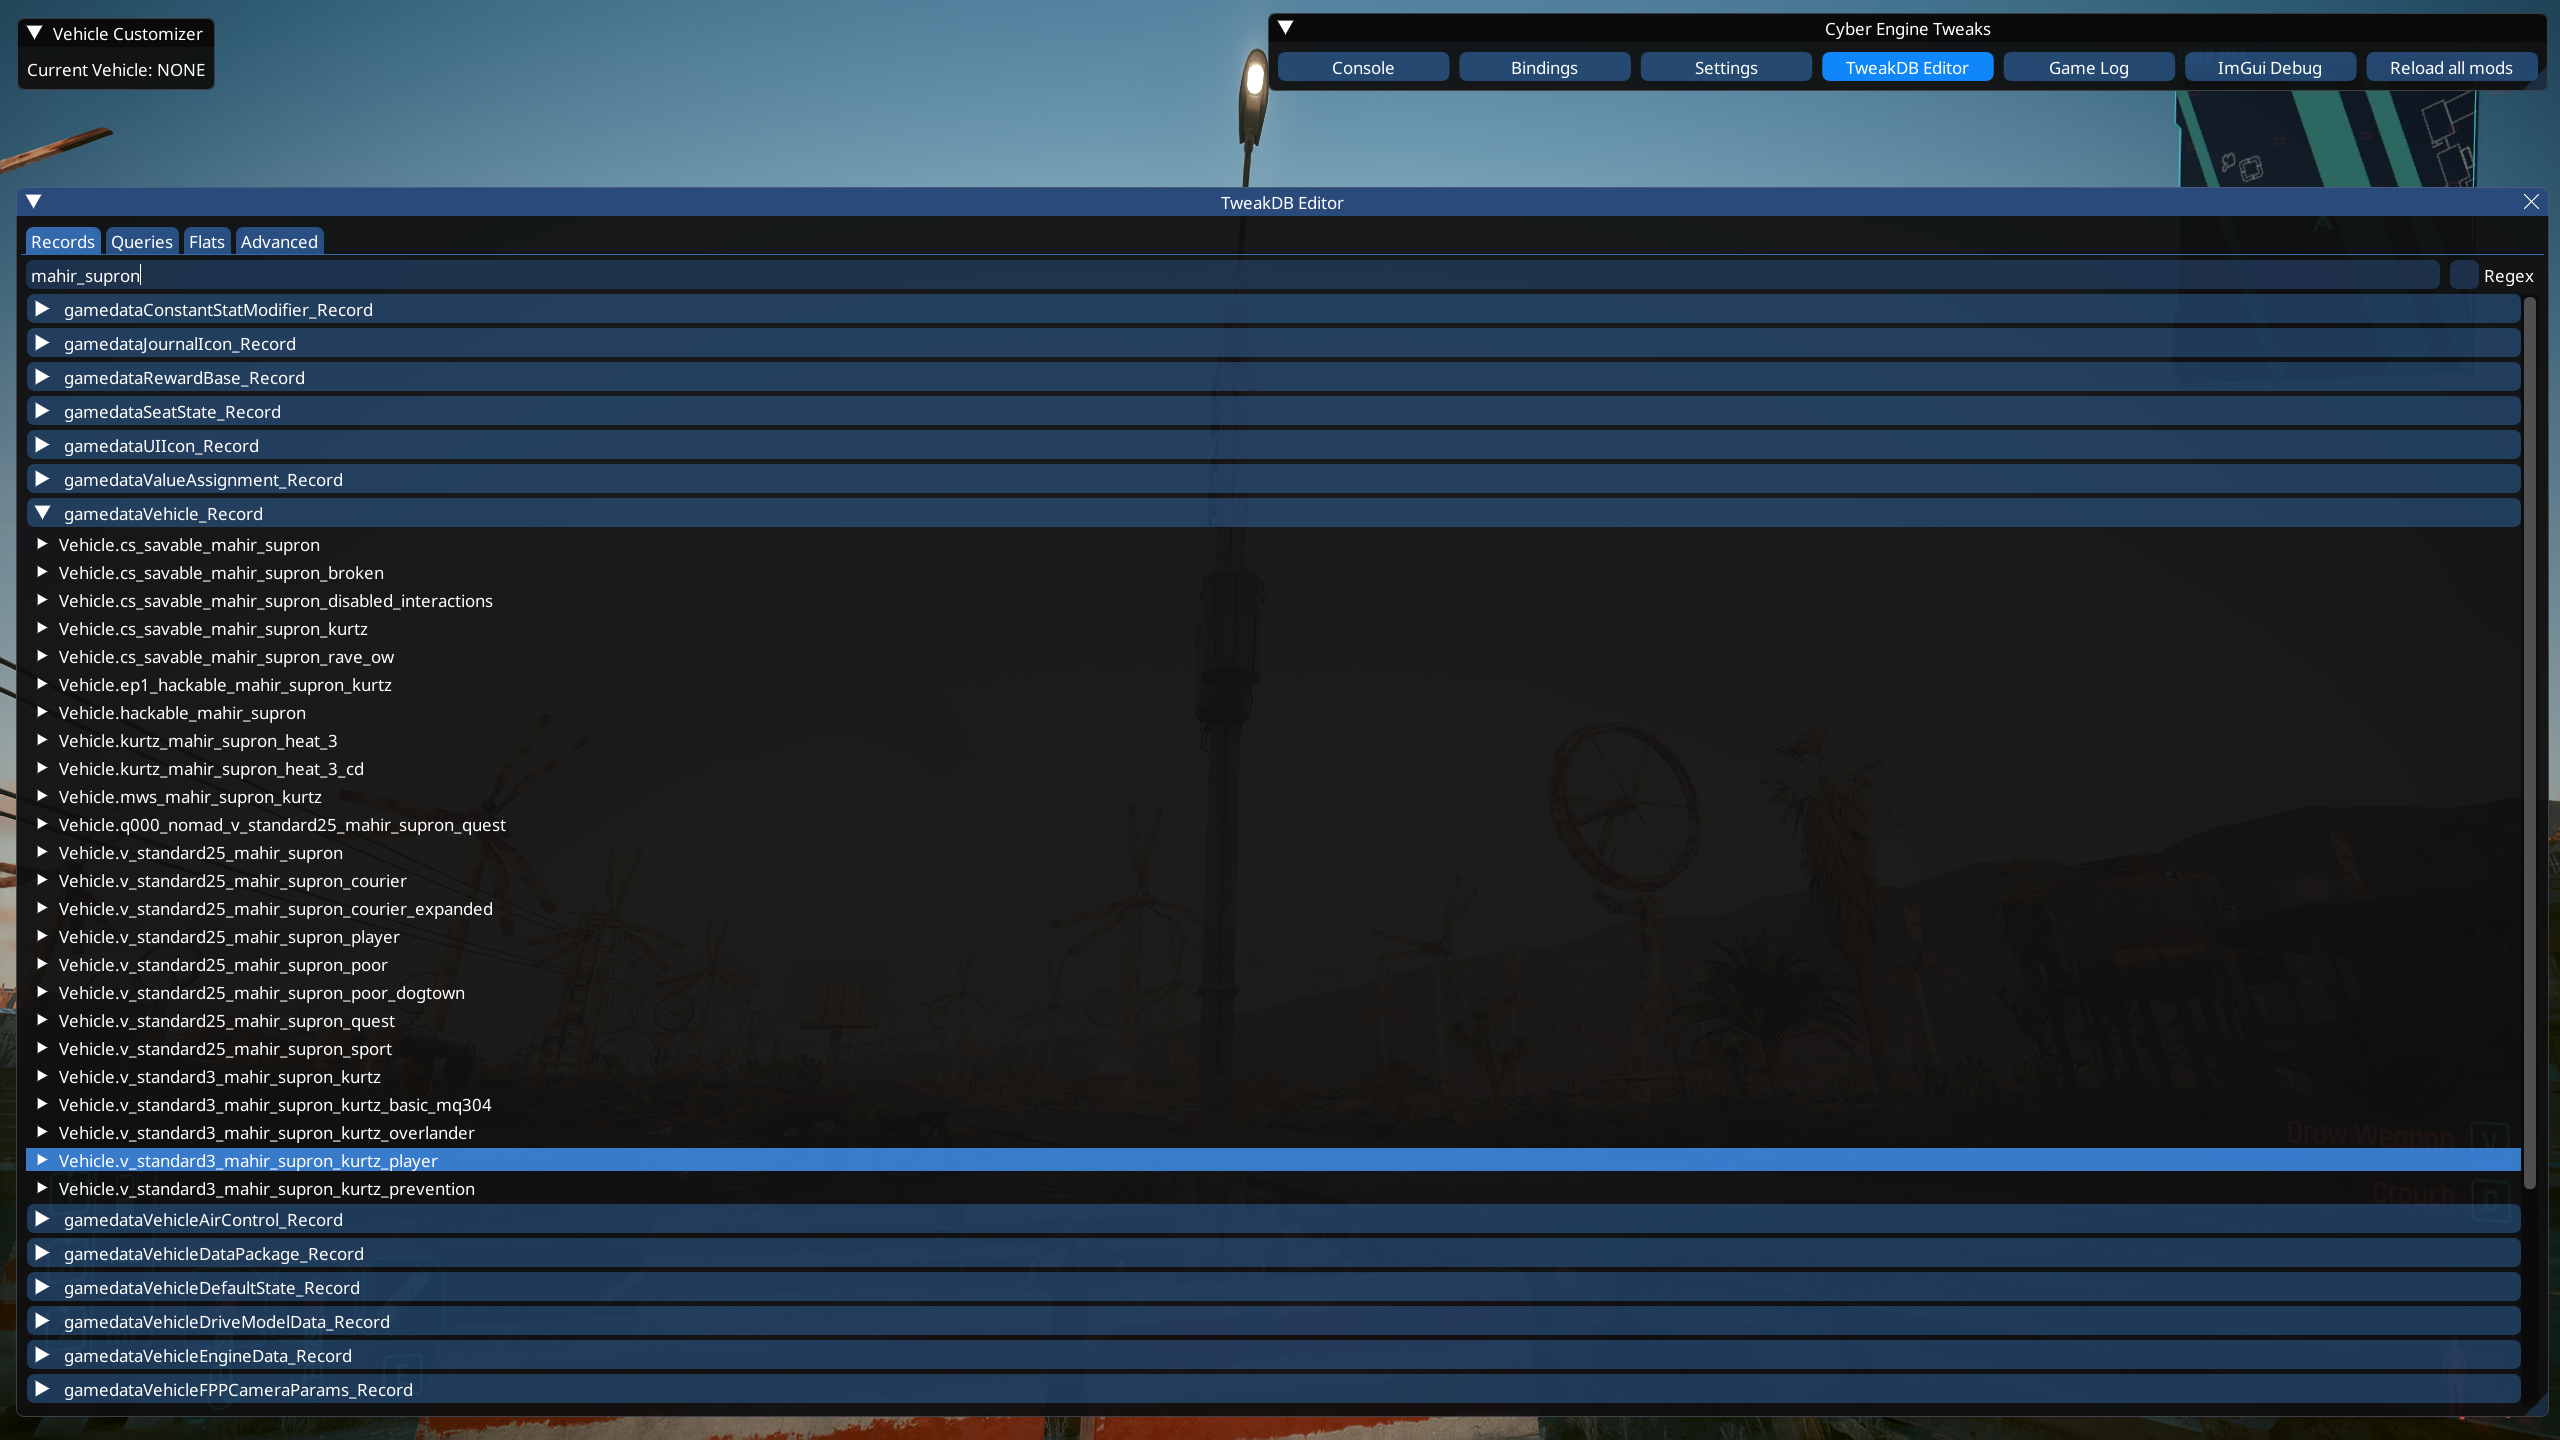 Vehicle Customizer
Current Vehicle: NONE
Cyber Engine Tweaks
Console Bindings Settings TweakDB Editor Game Log ImGui Debug Reload all mods
TweakDB Editor
Records Queries Flats Advanced
mahir_supron Regex
gamedataConstantStatModifier_Record
gamedataJournalIcon_Record
gamedataRewardBase_Record
gamedataSeatState_Record
gamedataUIIcon_Record
gamedataValueAssignment_Record
gamedataVehicle_Record
Vehicle.cs_savable_mahir_supron
Vehicle.cs_savable_mahir_supron_broken
Vehicle.cs_savable_mahir_supron_disabled_interactions
Vehicle.cs_savable_mahir_supron_kurtz
Vehicle.cs_savable_mahir_supron_rave_ow
Vehicle.ep1_hackable_mahir_supron_kurtz
Vehicle.hackable_mahir_supron
Vehicle.kurtz_mahir_supron_heat_3
Vehicle.kurtz_mahir_supron_heat_3_cd
Vehicle.mws_mahir_supron_kurtz
Vehicle.q000_nomad_v_standard25_mahir_supron_quest
Vehicle.v_standard25_mahir_supron
Vehicle.v_standard25_mahir_supron_courier
Vehicle.v_standard25_mahir_supron_courier_expanded
Vehicle.v_standard25_mahir_supron_player
Vehicle.v_standard25_mahir_supron_poor
Vehicle.v_standard25_mahir_supron_poor_dogtown
Vehicle.v_standard25_mahir_supron_quest
Vehicle.v_standard25_mahir_supron_sport
Vehicle.v_standard3_mahir_supron_kurtz
Vehicle.v_standard3_mahir_supron_kurtz_basic_mq304
Vehicle.v_standard3_mahir_supron_kurtz_overlander
Draw Weapon V
Vehicle.v_standard3_mahir_supron_kurtz_player
Vehicle.v_standard3_mahir_supron_kurtz_prevention
Crouch C
gamedataVehicleAirControl_Record
gamedataVehicleDataPackage_Record
gamedataVehicleDefaultState_Record
gamedataVehicleDriveModelData_Record
gamedataVehicleEngineData_Record
gamedataVehicleFPPCameraParams_Record